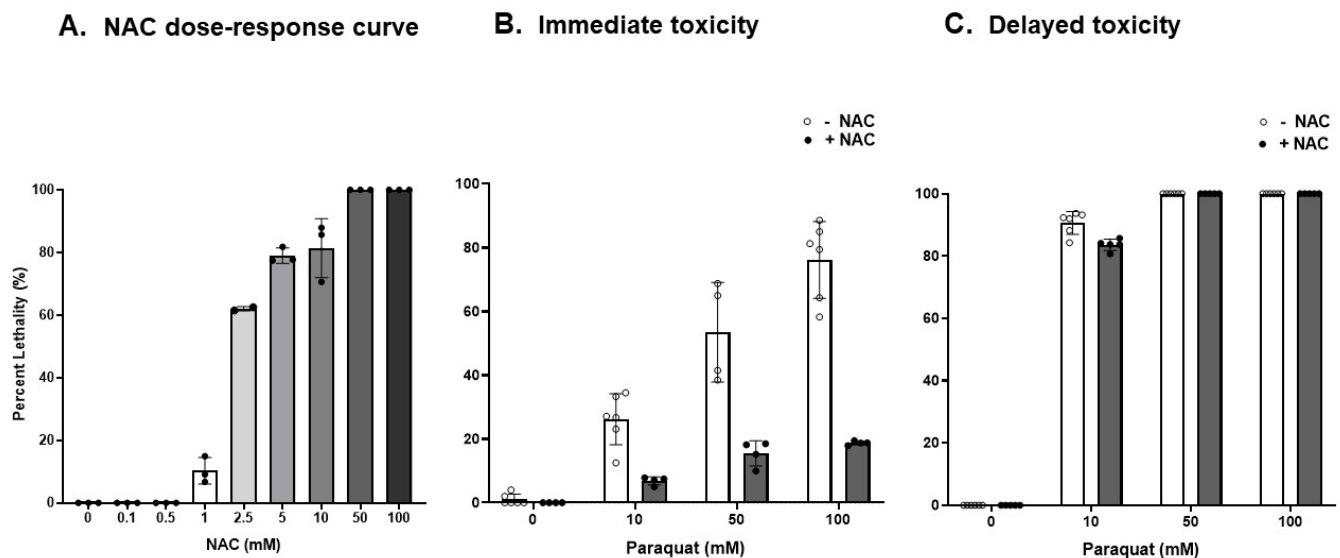 A. NAC dose-response curve
Percent Lethality (%)
100
80
60
40
20
0
0 0.1 0.5 1 2.5 5 10 50 100
NAC (mM)
B. Immediate toxicity
- NAC
+ NAC
100
80
60
40
20
0
0 10 50 100
Paraquat (mM)
C. Delayed toxicity
- NAC
+ NAC
100
80
60
40
20
0
0 10 50 100
Paraquat (mM)